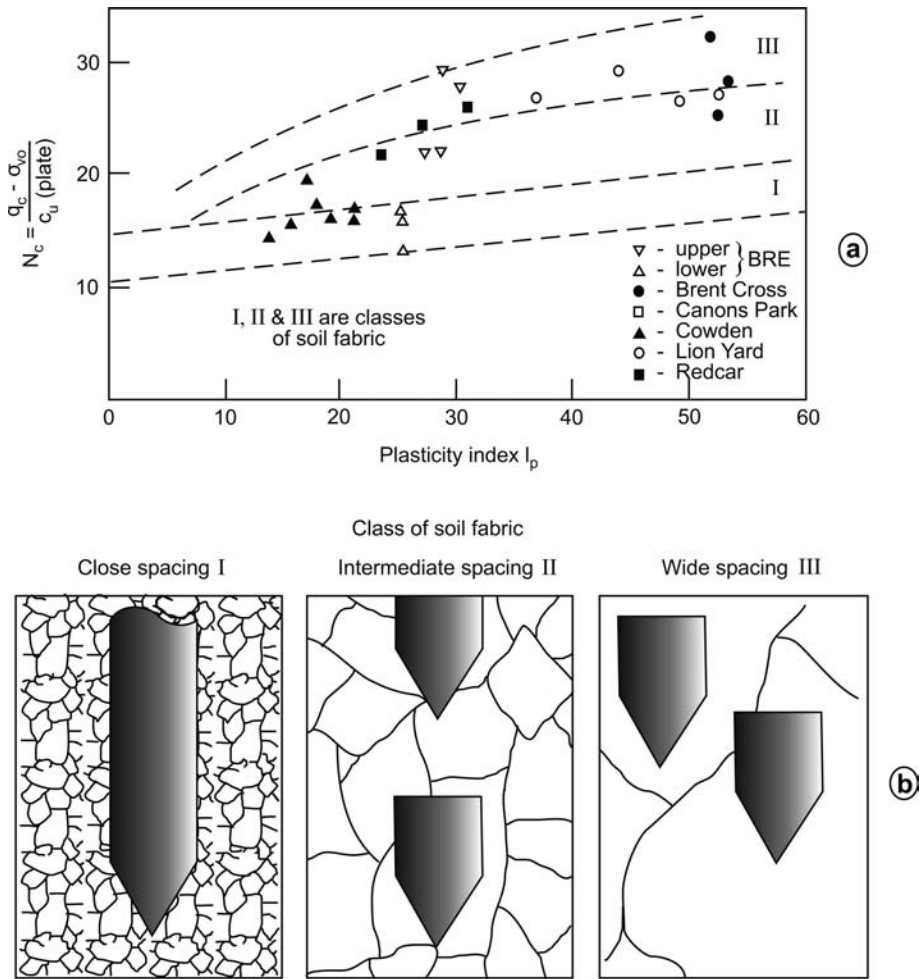 30
20
10
N_c = (q_c - σ_vo) / c_u (plate)
III
II
I
I, II & III are classes
of soil fabric
▽ - upper } BRE
△ - lower
● - Brent Cross
□ - Canons Park
▲ - Cowden
○ - Lion Yard
■ - Redcar
0 10 20 30 40 50 60
Plasticity index I_p
a
Class of soil fabric
Close spacing I Intermediate spacing II Wide spacing III
b